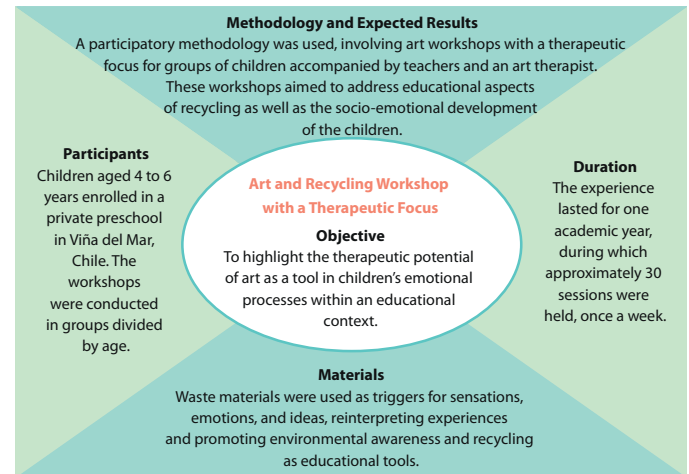 Methodology and Expected Results
A participatory methodology was used, involving art workshops with a therapeutic
focus for groups of children accompanied by teachers and an art therapist.
These workshops aimed to address educational aspects
of recycling as well as the socio-emotional development
of the children.
Participants
Children aged 4 to 6
years enrolled in a
private preschool
in Viña del Mar,
Chile. The
workshops
were conducted
in groups divided
by age.
Art and Recycling Workshop
with a Therapeutic Focus
Objective
To highlight the therapeutic potential
of art as a tool in children’s emotional
processes within an educational
context.
Duration
The experience
lasted for one
academic year,
during which
approximately 30
sessions were
held, once a week.
Materials
Waste materials were used as triggers for sensations,
emotions, and ideas, reinterpreting experiences
and promoting environmental awareness and recycling
as educational tools.